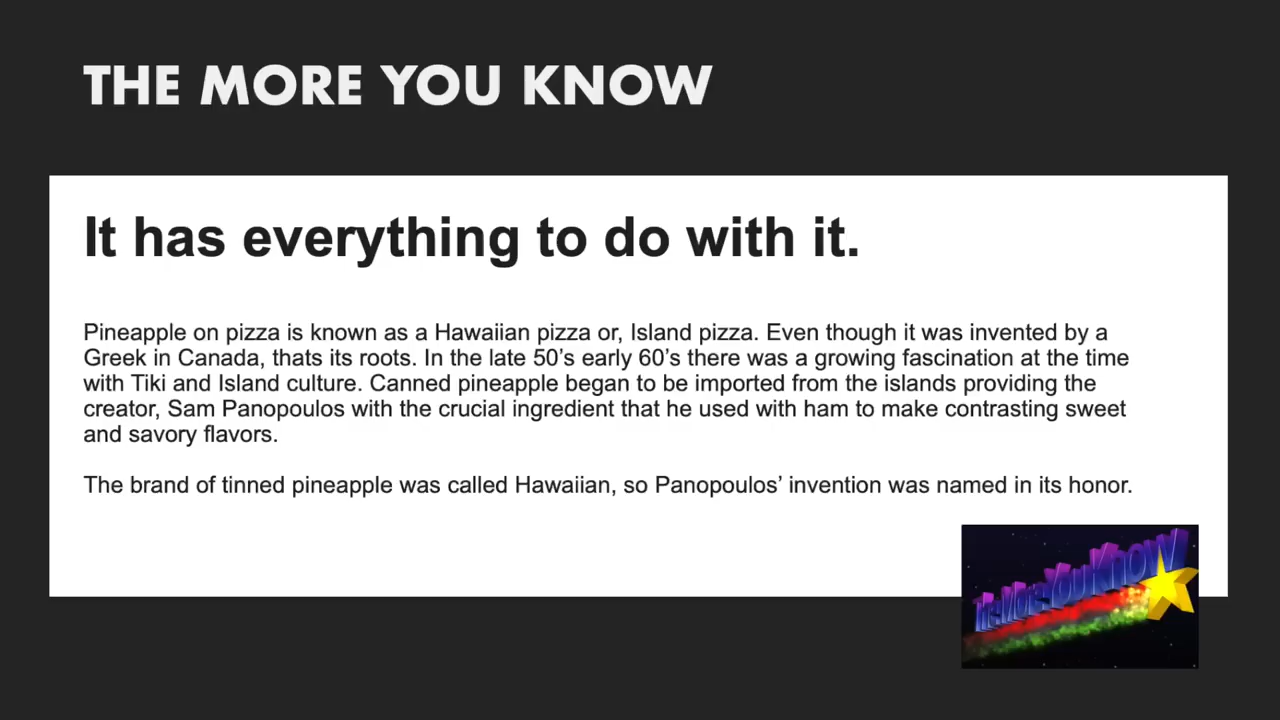 THE MORE YOU KNOW
It has everything to do with it.
Pineapple on pizza is known as a Hawaiian pizza or, Island pizza. Even though it was invented by a
Greek in Canada, thats its roots. In the late 50’s early 60’s there was a growing fascination at the time
with Tiki and Island culture. Canned pineapple began to be imported from the islands providing the
creator, Sam Panopoulos with the crucial ingredient that he used with ham to make contrasting sweet
and savory flavors.
The brand of tinned pineapple was called Hawaiian, so Panopoulos’ invention was named in its honor.
The More You Know